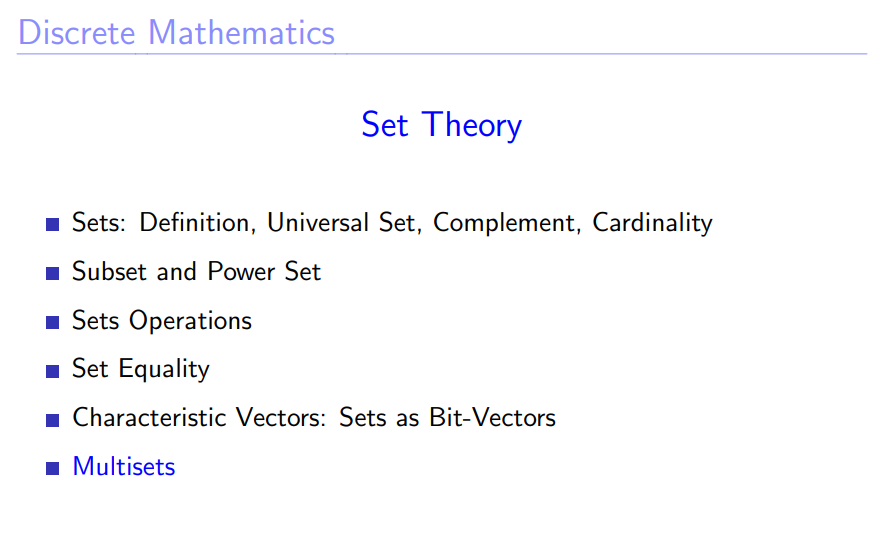 Discrete Mathematics
Set Theory
Sets: Definition, Universal Set, Complement, Cardinality
Subset and Power Set
Sets Operations
Set Equality
Characteristic Vectors: Sets as Bit-Vectors
Multisets